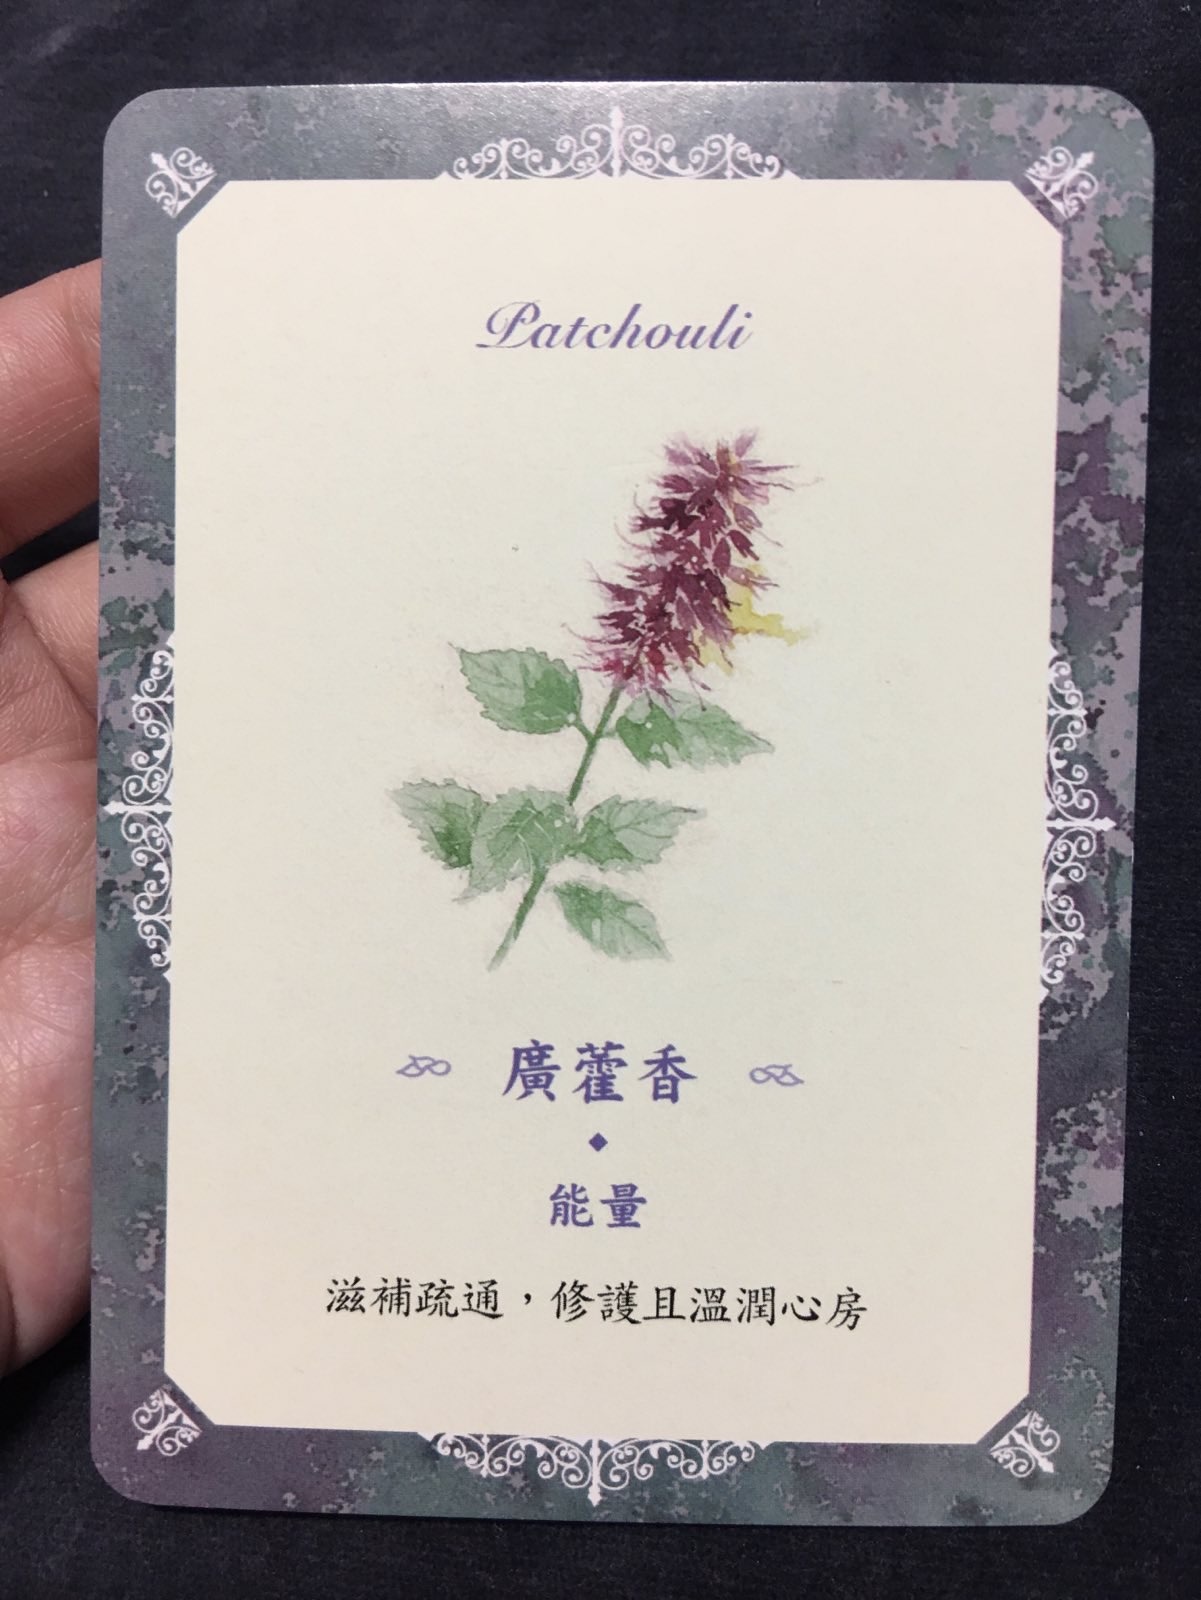 Patchouli
廣藿香
能量
滋補疏通，修護且溫潤心房